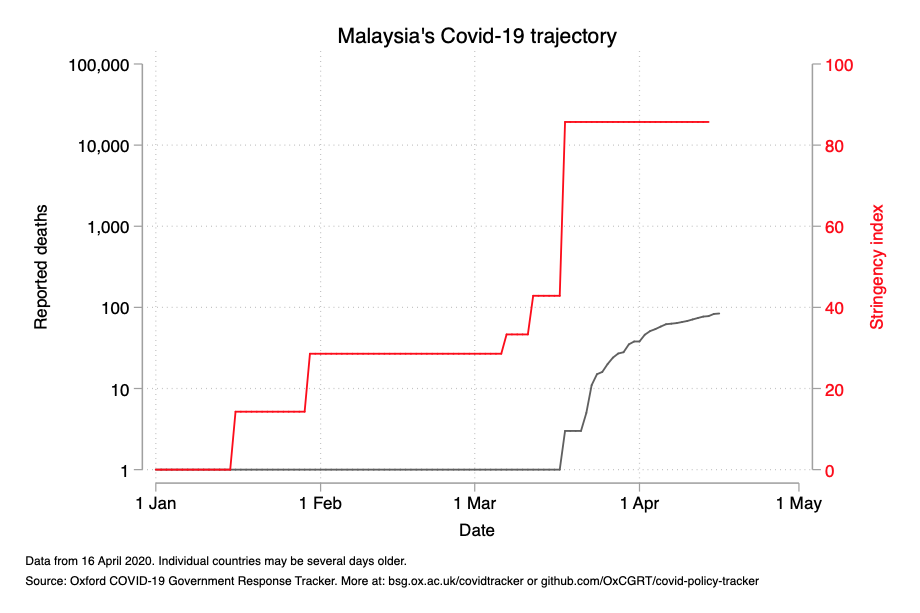 Malaysia's Covid-19 trajectory
100,000
10,000
1,000
100
10
1
Reported deaths
100
80
60
40
20
0
Stringency index
1 Jan
1 Feb
1 Mar
1 Apr
1 May
Date
Data from 16 April 2020. Individual countries may be several days older.
Source: Oxford COVID-19 Government Response Tracker. More at: bsg.ox.ac.uk/covidtracker or github.com/OxCGRT/covid-policy-tracker